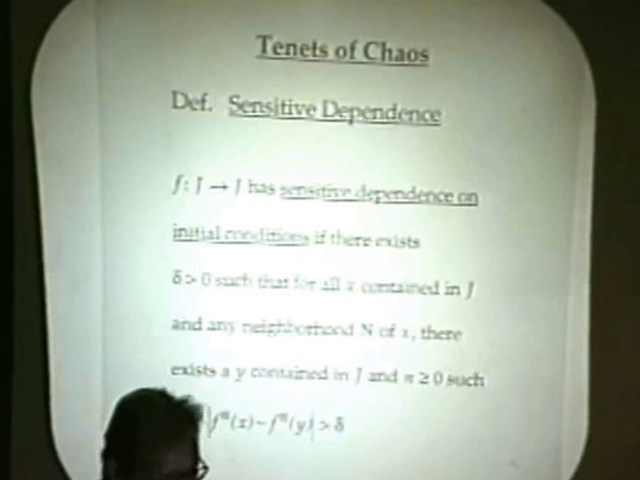 Tenets of Chaos
Def. Sensitive Dependence
f: J → J has sensitive dependence on
initial conditions if there exists
δ > 0 such that for all x contained in J
and any neighborhood N of x, there
exists a y contained in J and n ≥ 0 such
|fⁿ(x) - fⁿ(y)| > δ